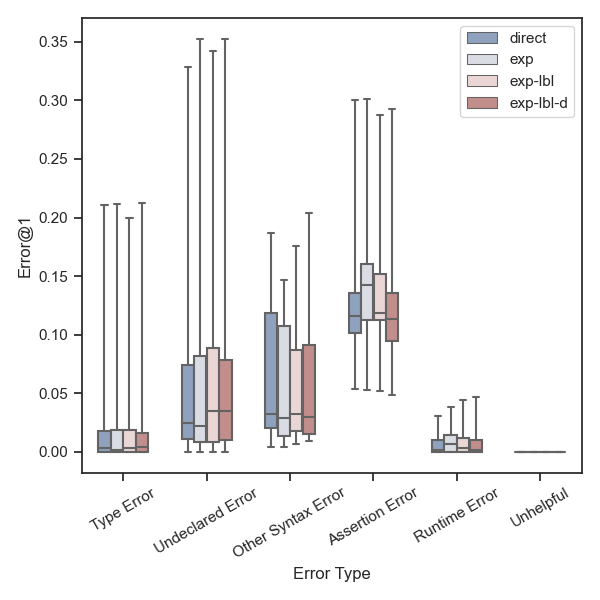 direct
exp
exp-lbl
exp-lbl-d
0.35
0.30
0.25
0.20
0.15
0.10
0.05
0.00
Error@1
Type Error
Undeclared Error
Other Syntax Error
Assertion Error
Runtime Error
Unhelpful
Error Type